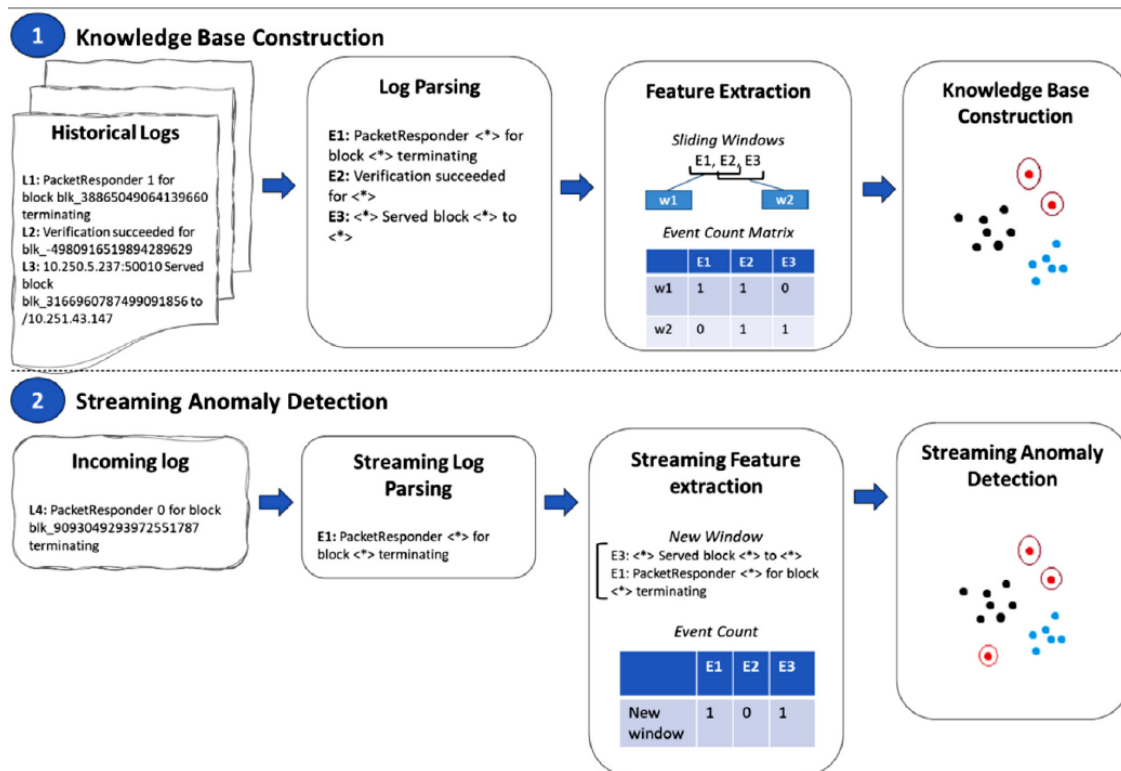 1 Knowledge Base Construction
Historical Logs
L1: PacketResponder 1 for
block blk_38865049064139660
terminating
L2: Verification succeeded for
blk_-4980916519894289629
L3: 10.250.5.237:50010 Served
block
blk_3166960787499091856 to
/10.251.43.147
Log Parsing
E1: PacketResponder <*> for
block <*> terminating
E2: Verification succeeded
for <*>
E3: <*> Served block <*> to
<*>
Feature Extraction
Sliding Windows
E1, E2, E3
w1 w2
Event Count Matrix
E1 E2 E3
w1 1 1 0
w2 0 1 1
Knowledge Base
Construction
2 Streaming Anomaly Detection
Incoming log
L4: PacketResponder 0 for block
blk_9093049293972551787
terminating
Streaming Log
Parsing
E1: PacketResponder <*> for
block <*> terminating
Streaming Feature
extraction
New Window
E3: <*> Served block <*> to <*>
E1: PacketResponder <*> for block
<*> terminating
Event Count
E1 E2 E3
New
window 1 0 1
Streaming Anomaly
Detection